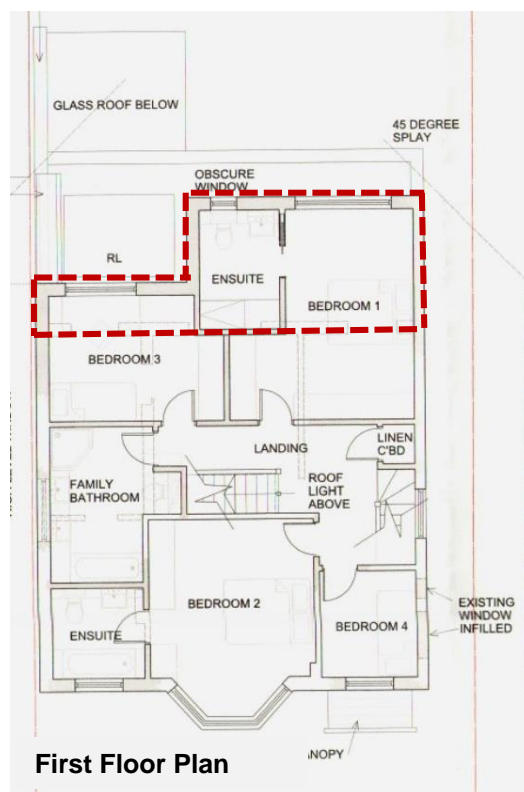 GLASS ROOF BELOW
45 DEGREE
SPLAY
OBSCURE
WINDOW
RL
ENSUITE
BEDROOM 1
BEDROOM 3
LANDING
LINEN
C'BD
FAMILY
BATHROOM
ROOF
LIGHT
ABOVE
BEDROOM 2
EXISTING
WINDOW
INFILLED
ENSUITE
BEDROOM 4
First Floor Plan
NOPY